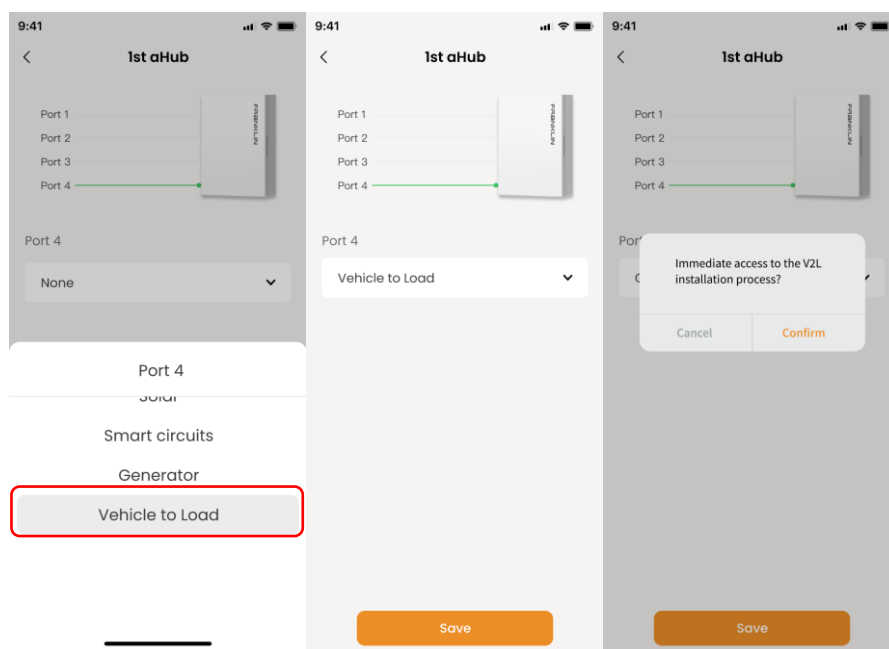 9:41
1st aHub
Port 1
Port 2
Port 3
Port 4
FRANKLIN
Port 4
None
Port 4
Solar
Smart circuits
Generator
Vehicle to Load
9:41
1st aHub
Port 1
Port 2
Port 3
Port 4
FRANKLIN
Port 4
Vehicle to Load
Save
9:41
1st aHub
Port 1
Port 2
Port 3
Port 4
FRANKLIN
Immediate access to the V2L
installation process?
Cancel
Confirm
Save